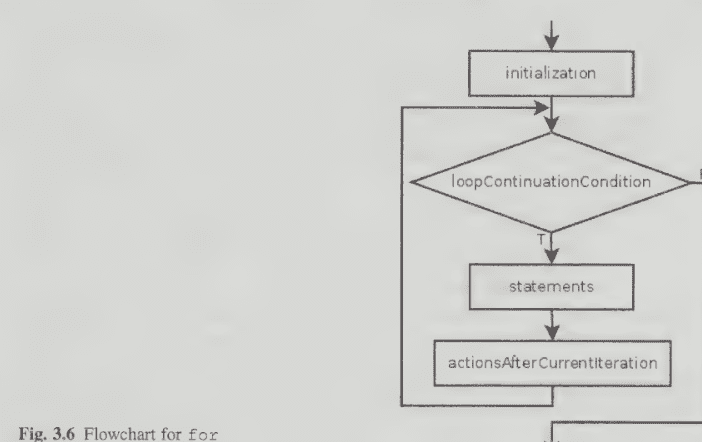 initialization
loopContinuationCondition
T
statements
actionsAfterCurrentIteration
Fig. 3.6 Flowchart for for